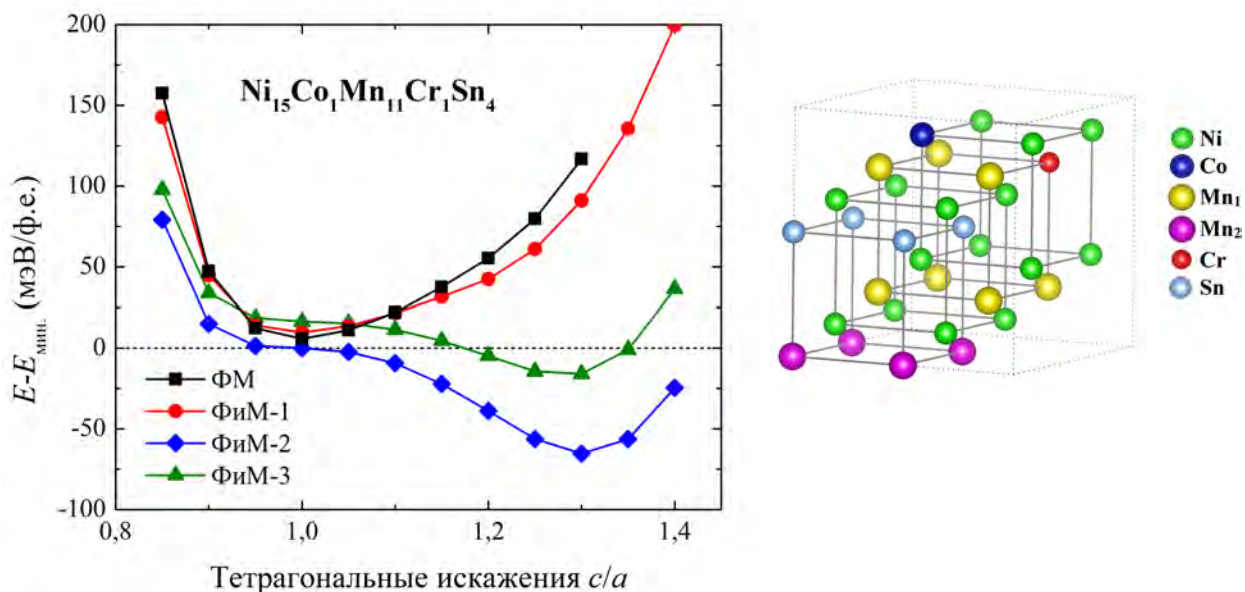 200
150
100
50
0
-50
-100
E-Eмин. (мэВ/ф.е.)
Ni15Co1Mn11Cr1Sn4
ФМ
ФиМ-1
ФиМ-2
ФиМ-3
0,8
1,0
1,2
1,4
Тетрагональные искажения c/a
Ni
Co
Mn1
Mn2
Cr
Sn